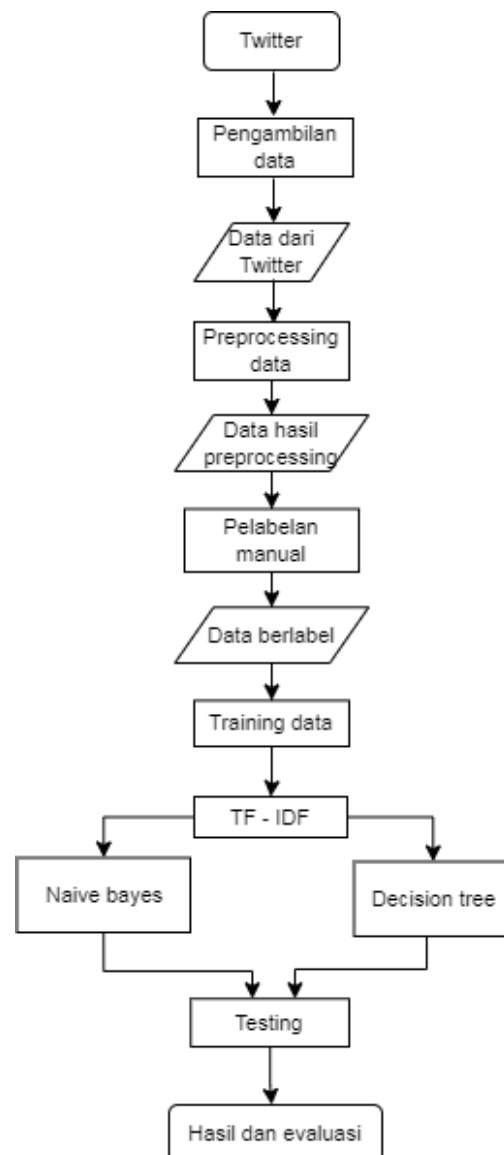 Twitter
Pengambilan
data
Data dari
Twitter
Preprocessing
data
Data hasil
preprocessing
Pelabelan
manual
Data berlabel
Training data
TF - IDF
Naive bayes
Decision tree
Testing
Hasil dan evaluasi